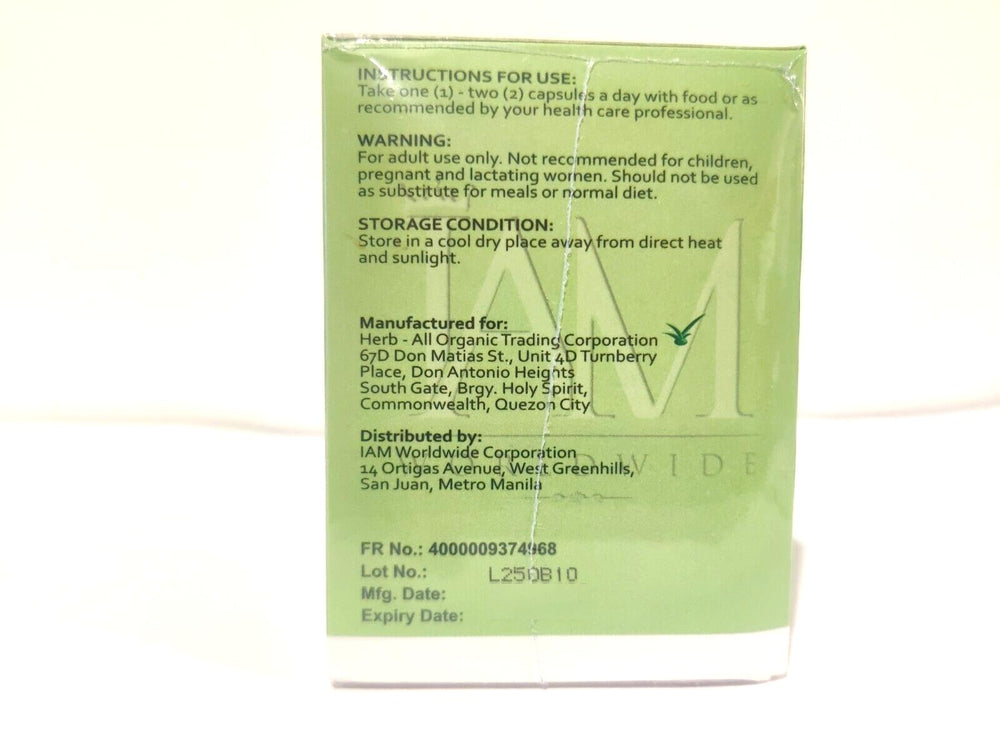 INSTRUCTIONS FOR USE:
Take one (1) - two (2) capsules a day with food or as
recommended by your health care professional.
WARNING:
For adult use only. Not recommended for children,
pregnant and lactating women. Should not be used
as substitute for meals or normal diet.
STORAGE CONDITION:
Store in a cool dry place away from direct heat
and sunlight.
IAM
Manufactured for:
Herb - All Organic Trading Corporation
67D Don Matias St., Unit 4D Turnberry
Place, Don Antonio Heights
South Gate, Brgy. Holy Spirit,
Commonwealth, Quezon City
Distributed by:
IAM Worldwide Corporation
WORLDWIDE
14 Ortigas Avenue, West Greenhills,
San Juan, Metro Manila
FR No.: 4000009374968
Lot No.: L250B10
Mfg. Date:
Expiry Date: